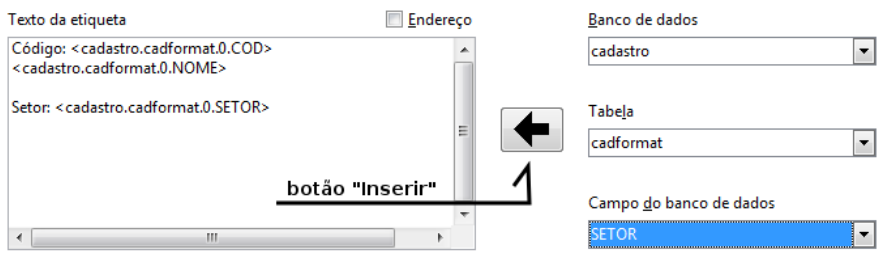 Texto da etiqueta
Endereço
Código: <cadastro.cadformat.0.COD>
<cadastro.cadformat.0.NOME>
Setor: <cadastro.cadformat.0.SETOR>
botão "Inserir"
Banco de dados
cadastro
Tabela
cadformat
Campo do banco de dados
SETOR